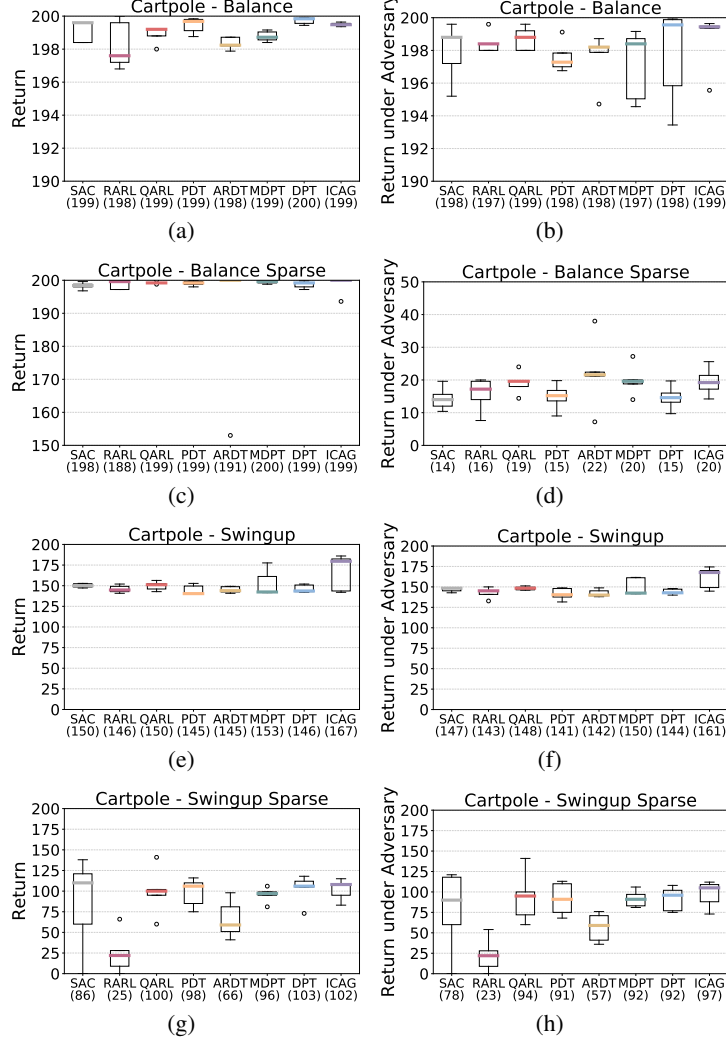 Cartpole - Balance
Return
200
198
196
194
192
190
SAC RARL QARL PDT ARDT MDPT DPT ICAG
(199) (198) (199) (199) (198) (199) (200) (199)
(a)
Cartpole - Balance
Return under Adversary
200
198
196
194
192
190
SAC RARL QARL PDT ARDT MDPT DPT ICAG
(198) (197) (199) (198) (198) (197) (198) (199)
(b)
Cartpole - Balance Sparse
Return
200
190
180
170
160
150
SAC RARL QARL PDT ARDT MDPT DPT ICAG
(198) (188) (199) (199) (191) (200) (199) (199)
(c)
Cartpole - Balance Sparse
Return under Adversary
50
40
30
20
10
0
SAC RARL QARL PDT ARDT MDPT DPT ICAG
(14) (16) (19) (15) (22) (20) (15) (20)
(d)
Cartpole - Swingup
Return
200
175
150
125
100
75
50
25
0
SAC RARL QARL PDT ARDT MDPT DPT ICAG
(150) (146) (150) (145) (145) (153) (146) (167)
(e)
Cartpole - Swingup
Return under Adversary
200
175
150
125
100
75
50
25
0
SAC RARL QARL PDT ARDT MDPT DPT ICAG
(147) (143) (148) (141) (142) (150) (144) (161)
(f)
Cartpole - Swingup Sparse
Return
200
175
150
125
100
75
50
25
0
SAC RARL QARL PDT ARDT MDPT DPT ICAG
(86) (25) (100) (98) (66) (96) (103) (102)
(g)
Cartpole - Swingup Sparse
Return under Adversary
200
175
150
125
100
75
50
25
0
SAC RARL QARL PDT ARDT MDPT DPT ICAG
(78) (23) (94) (91) (57) (92) (92) (97)
(h)